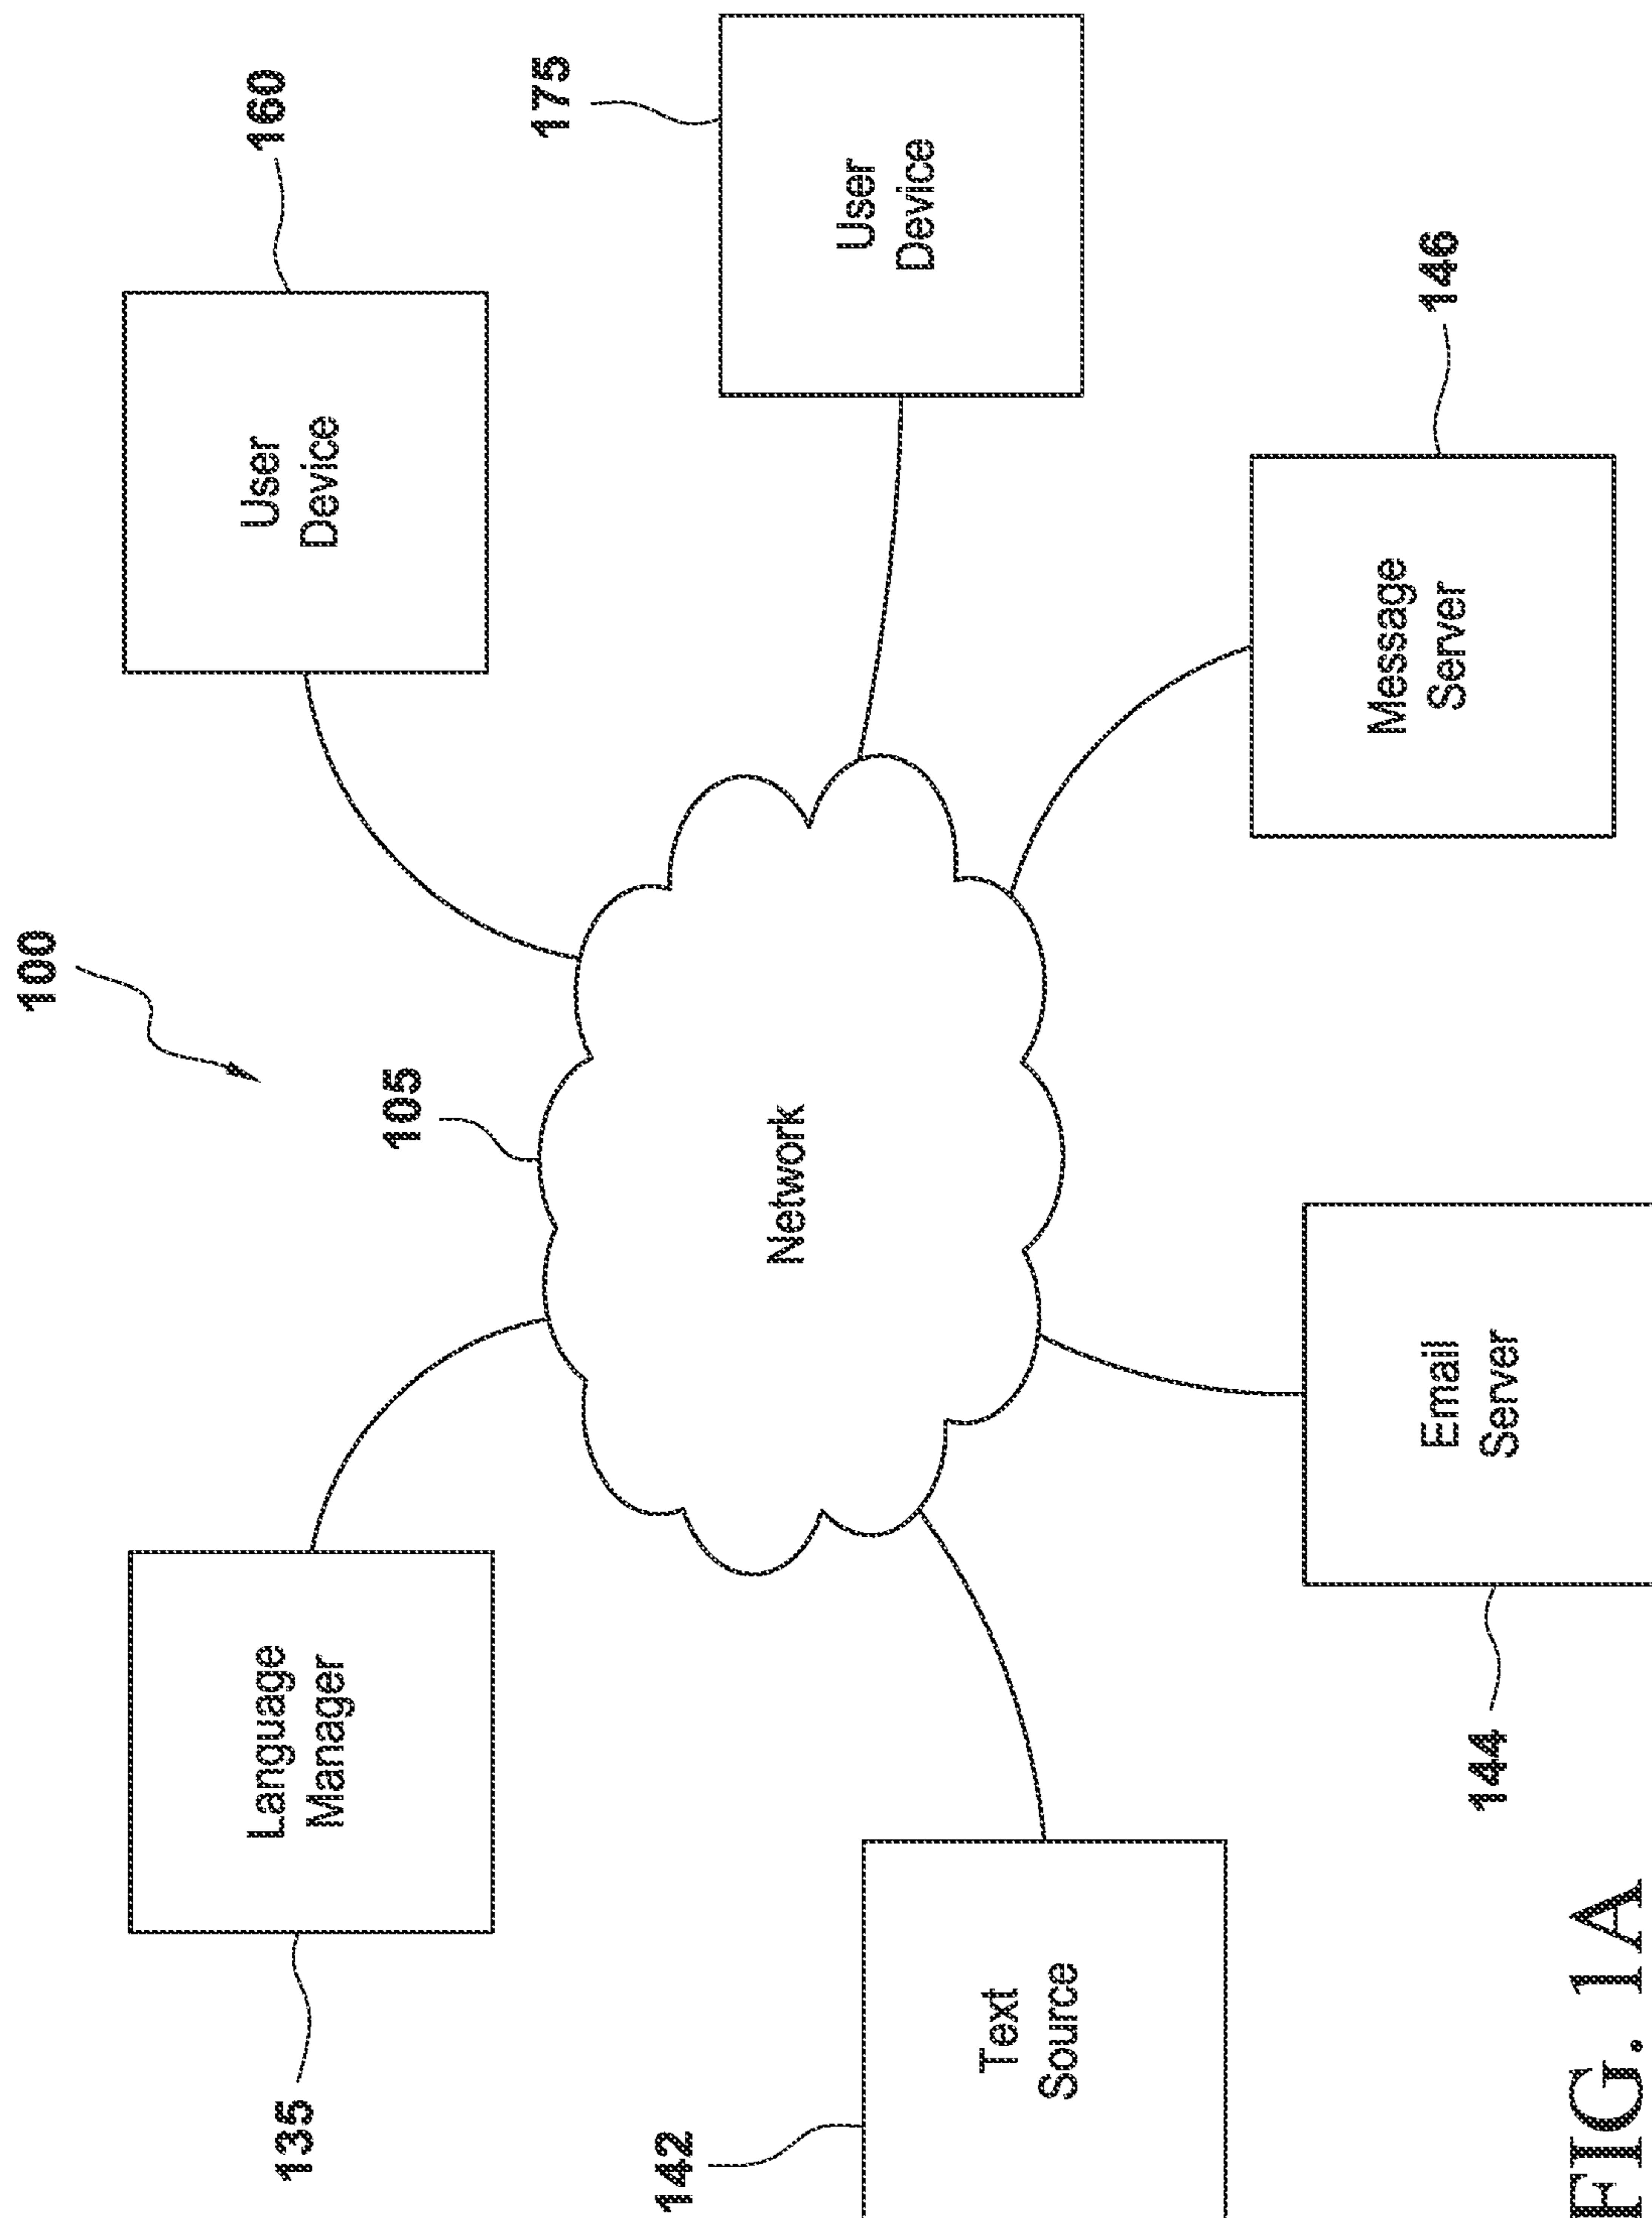 100
135
Language
Manager
User
Device
160
105
175
142
Network
User
Device
Text
Source
Message
Server
146
Email
Server
144
FIG. 1A